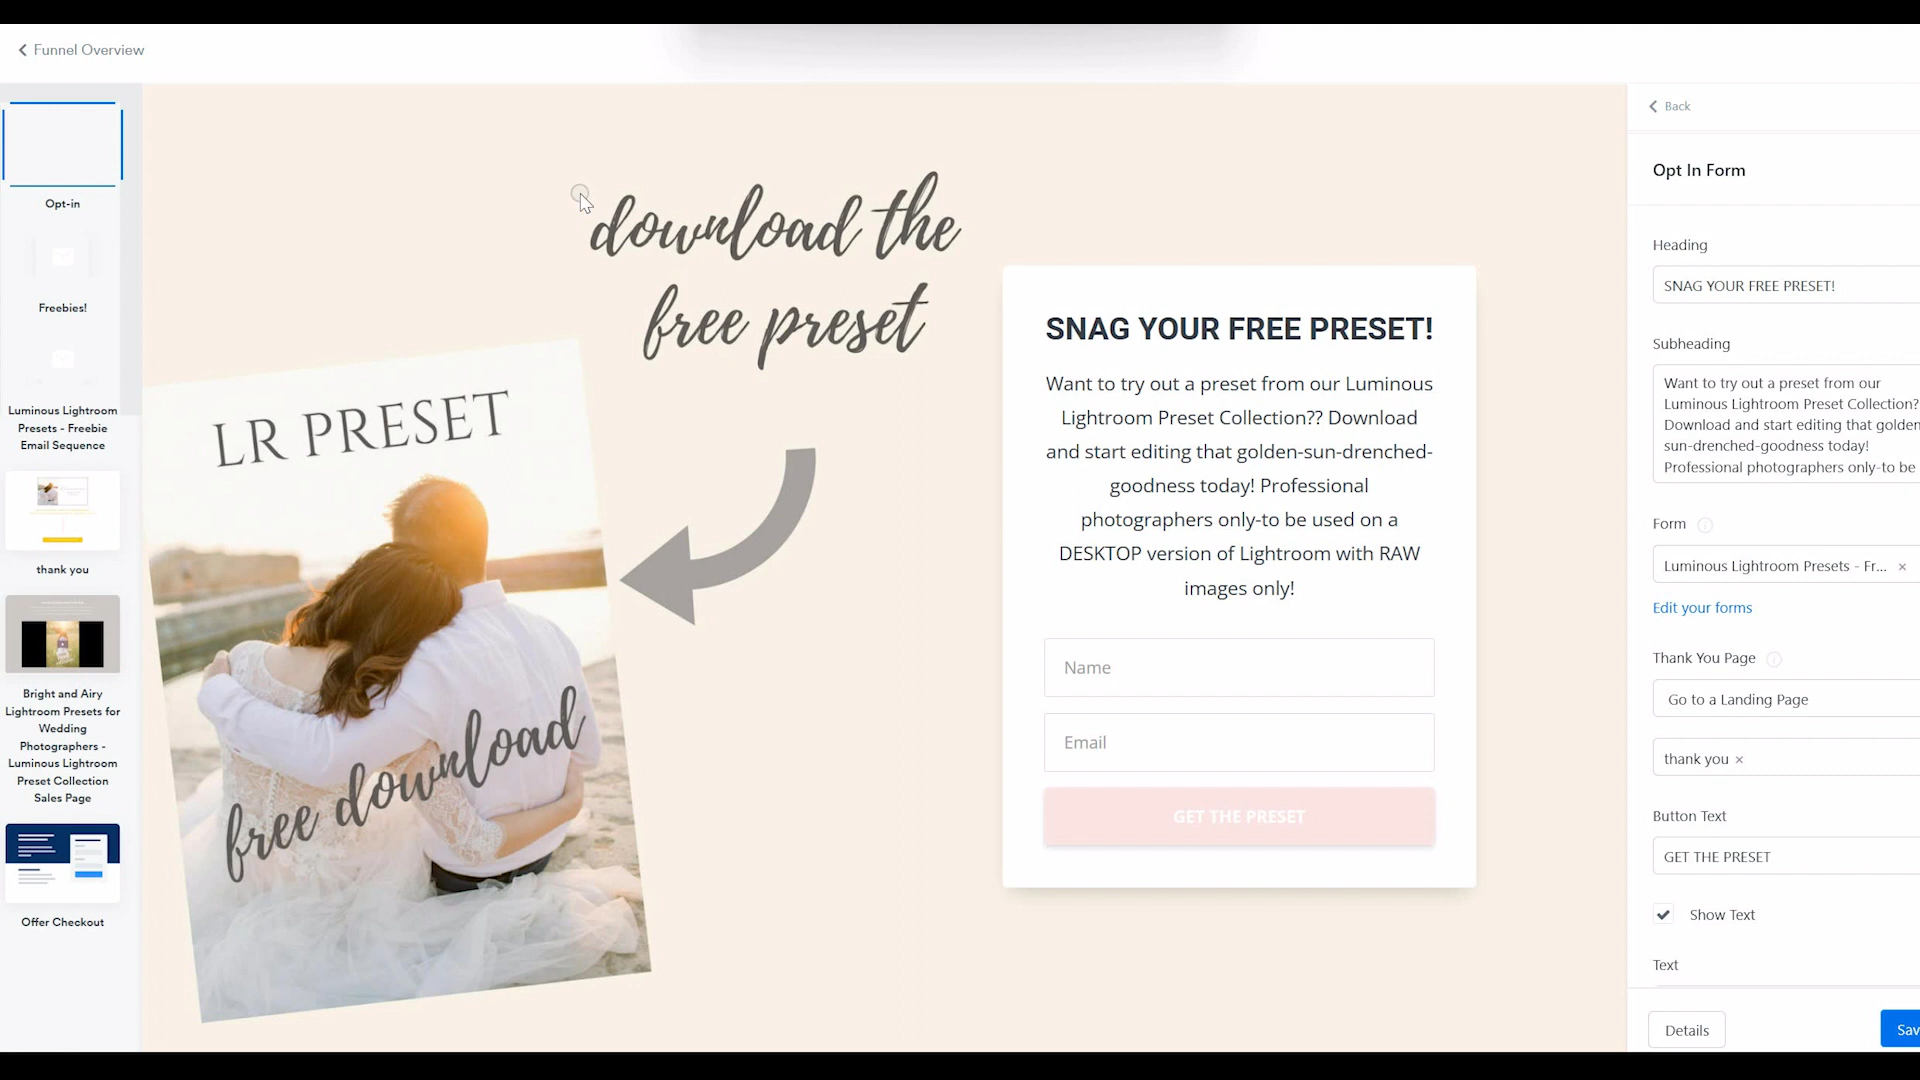 Funnel Overview
Opt-in
Freebies!
Luminous Lightroom
Presets - Freebie
Email Sequence
thank you
Bright and Airy
Lightroom Presets for
Wedding
Photographers -
Luminous Lightroom
Preset Collection
Sales Page
Offer Checkout
download the
free preset
LR PRESET
free download
SNAG YOUR FREE PRESET!
Want to try out a preset from our Luminous
Lightroom Preset Collection?? Download
and start editing that golden-sun-drenched-
goodness today! Professional
photographers only-to be used on a
DESKTOP version of Lightroom with RAW
images only!
Name
Email
GET THE PRESET
Back
Opt In Form
Heading
SNAG YOUR FREE PRESET!
Subheading
Want to try out a preset from our
Luminous Lightroom Preset Collection?
Download and start editing that golden
sun-drenched-goodness today!
Professional photographers only-to be
Form
Luminous Lightroom Presets - Fr... ×
Edit your forms
Thank You Page
Go to a Landing Page
thank you ×
Button Text
GET THE PRESET
Show Text
Text
Details
Sav